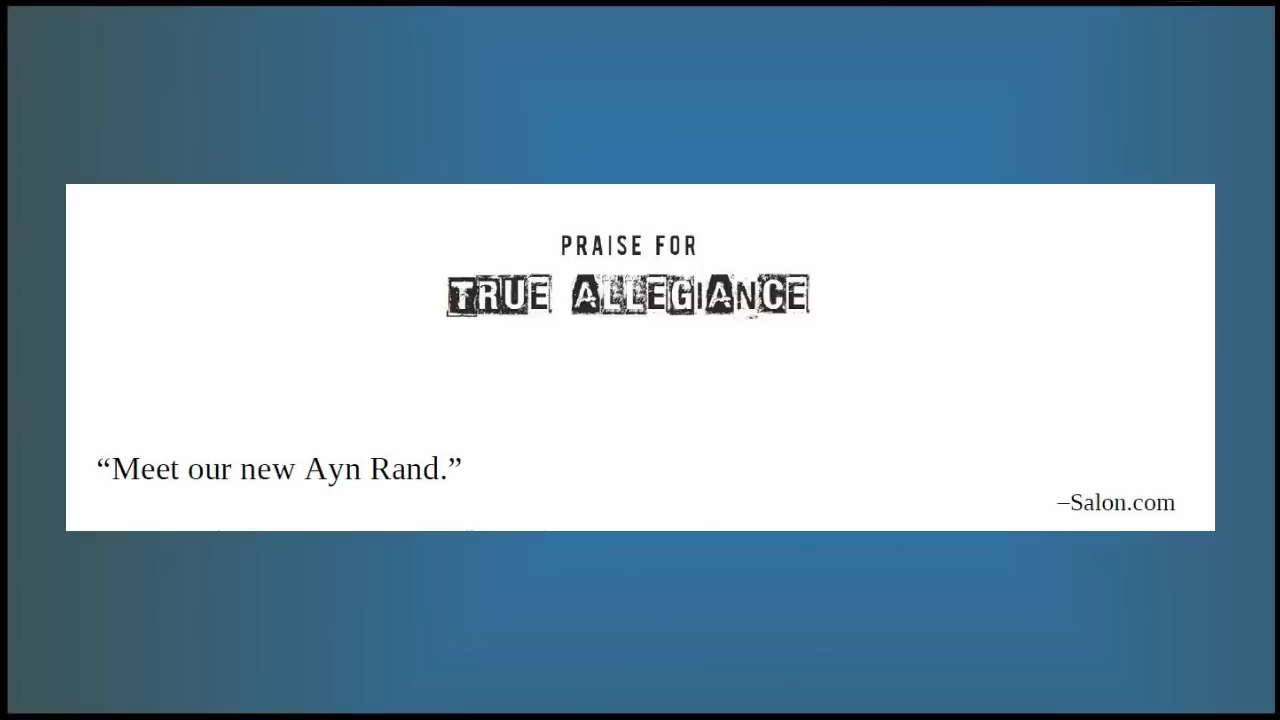 PRAISE FOR
TRUE ALLEGIANCE
“Meet our new Ayn Rand.”
–Salon.com